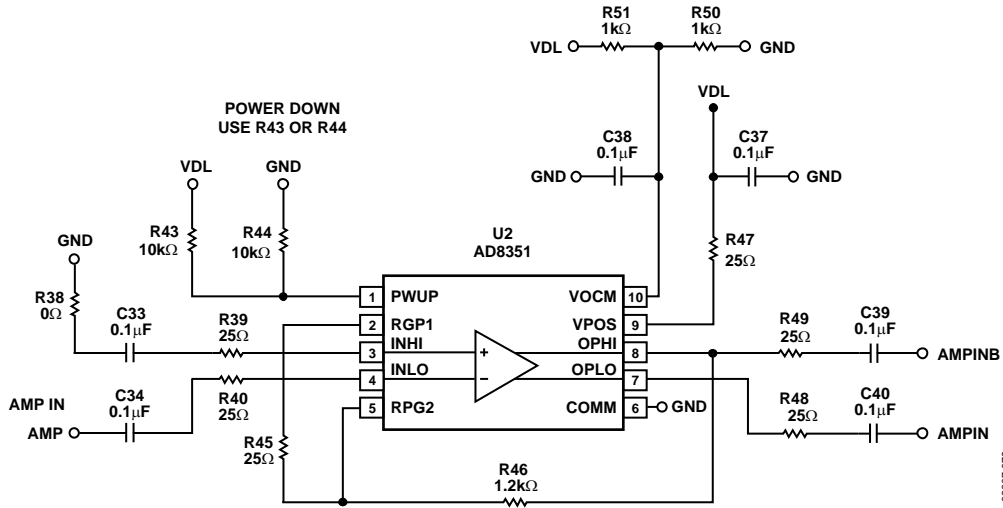 R51
1kΩ
R50
1kΩ
VDL
GND
POWER DOWN
USE R43 OR R44
VDL
C38
0.1μF
C37
0.1μF
VDL
GND
GND
GND
R43
10kΩ
R44
10kΩ
U2
AD8351
R47
25Ω
GND
R38
0Ω
C33
0.1μF
R39
25Ω
1 PWUP
VOCM 10
2 RGP1
VPOS 9
3 INHI
+
OPHI 8
R49
25Ω
C39
0.1μF
AMPINB
4 INLO
–
OPLO 7
AMP IN
C34
0.1μF
R40
25Ω
5 RPG2
COMM 6
GND
R48
25Ω
C40
0.1μF
AMP
AMPIN
R45
25Ω
R46
1.2kΩ